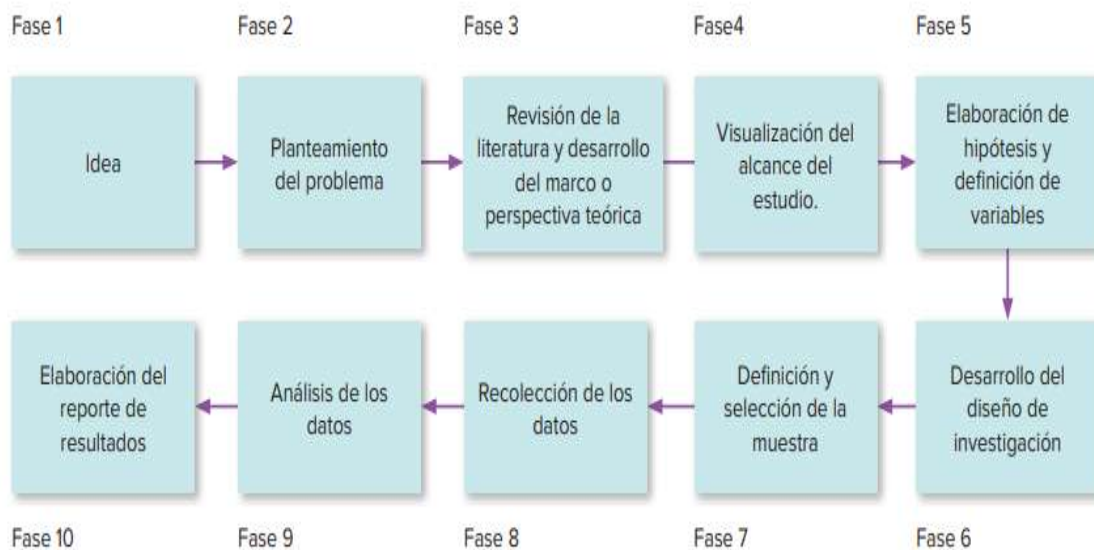 Fase 1
Fase 2
Fase 3
Fase4
Fase 5
Idea
Planteamiento
del problema
Revisión de la
literatura y desarrollo
del marco o
perspectiva teórica
Visualización del
alcance del
estudio.
Elaboración de
hipótesis y
definición de
variables
Elaboración del
reporte de
resultados
Análisis de los
datos
Recolección de los
datos
Definición y
selección de la
muestra
Desarrollo del
diseño de
investigación
Fase 10
Fase 9
Fase 8
Fase 7
Fase 6